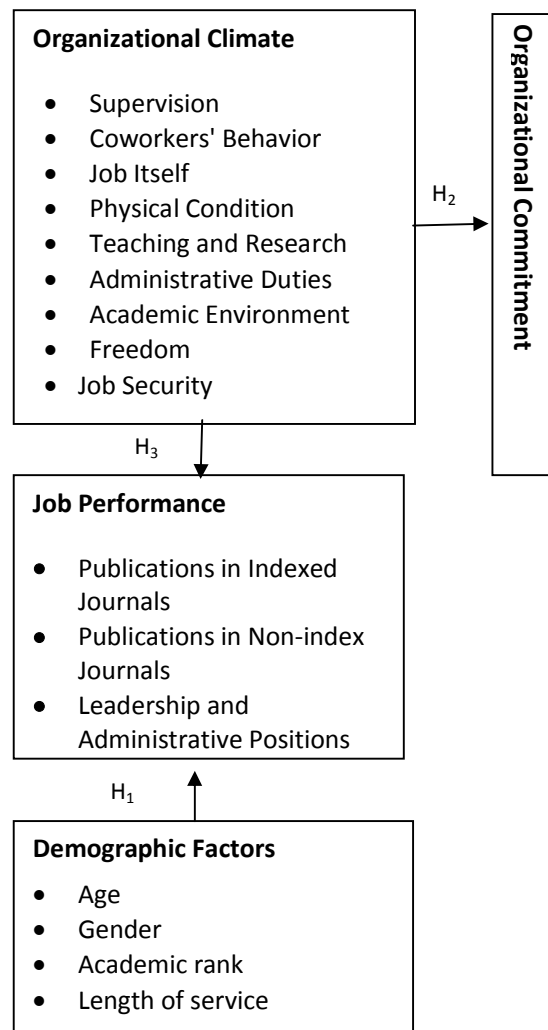 Organizational Climate
• Supervision
• Coworkers' Behavior
• Job Itself
• Physical Condition
• Teaching and Research
• Administrative Duties
• Academic Environment
• Freedom
• Job Security
H2
Organizational Commitment
H3
Job Performance
• Publications in Indexed
Journals
• Publications in Non-index
Journals
• Leadership and
Administrative Positions
H1
Demographic Factors
• Age
• Gender
• Academic rank
• Length of service